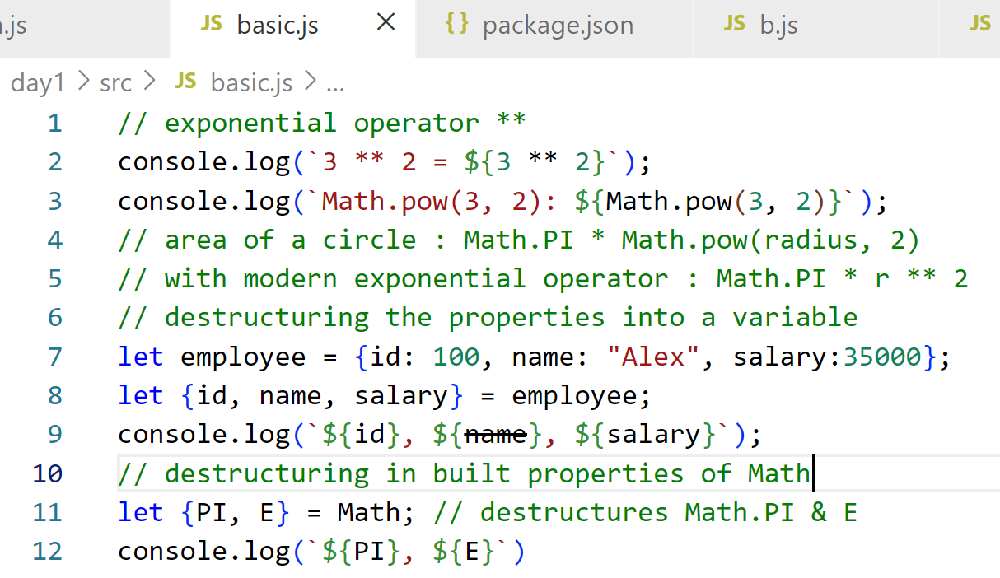 .js JS basic.js {} package.json JS b.js JS
day1 > src > JS basic.js > ...
1 // exponential operator **
2 console.log(`3 ** 2 = ${3 ** 2}`);
3 console.log(`Math.pow(3, 2): ${Math.pow(3, 2)}`);
4 // area of a circle : Math.PI * Math.pow(radius, 2)
5 // with modern exponential operator : Math.PI * r ** 2
6 // destructuring the properties into a variable
7 let employee = {id: 100, name: "Alex", salary:35000};
8 let {id, name, salary} = employee;
9 console.log(`${id}, ${name}, ${salary}`);
10 // destructuring in built properties of Math
11 let {PI, E} = Math; // destructures Math.PI & E
12 console.log(`${PI}, ${E}`)